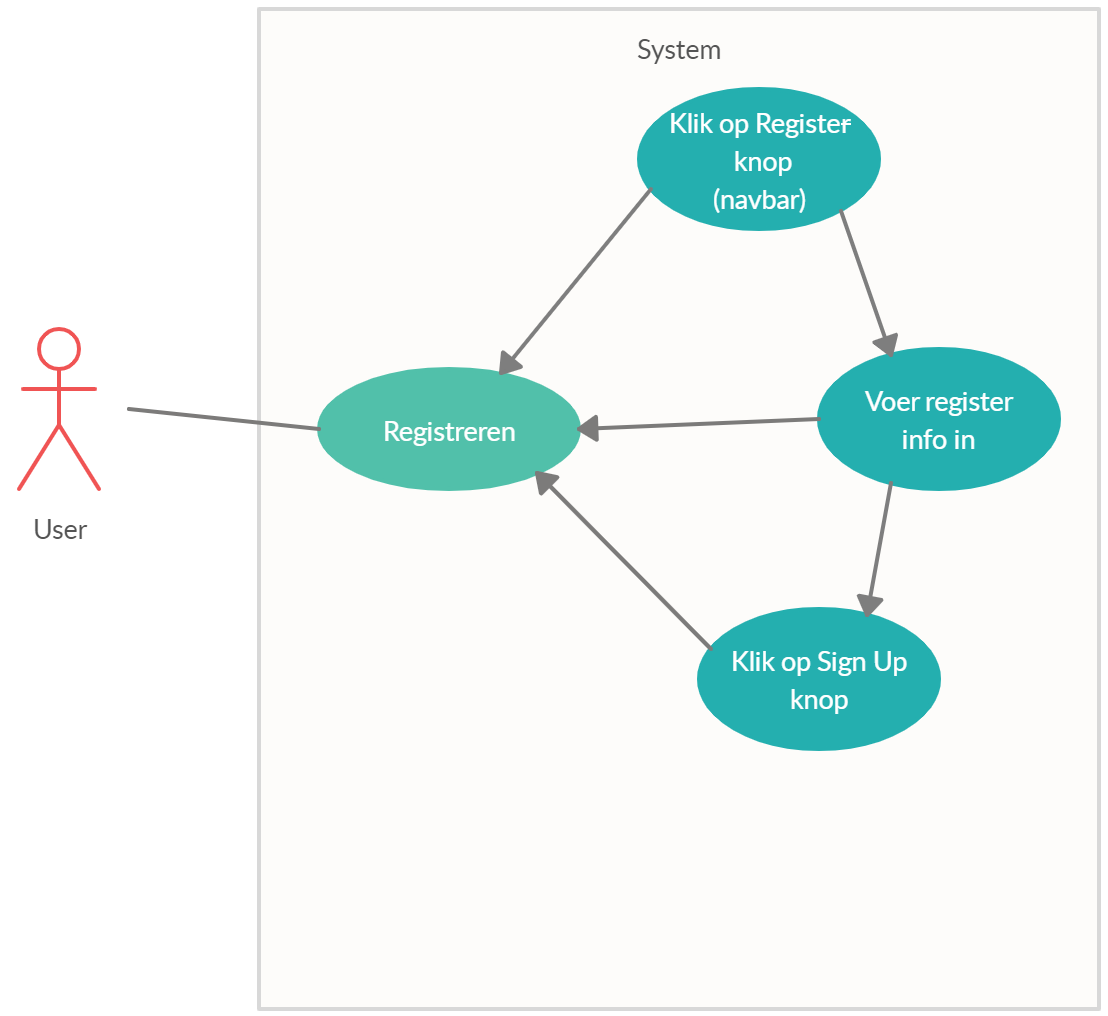 System
Klik op Register
knop
(navbar)
Registreren
Voer register
info in
User
Klik op Sign Up
knop